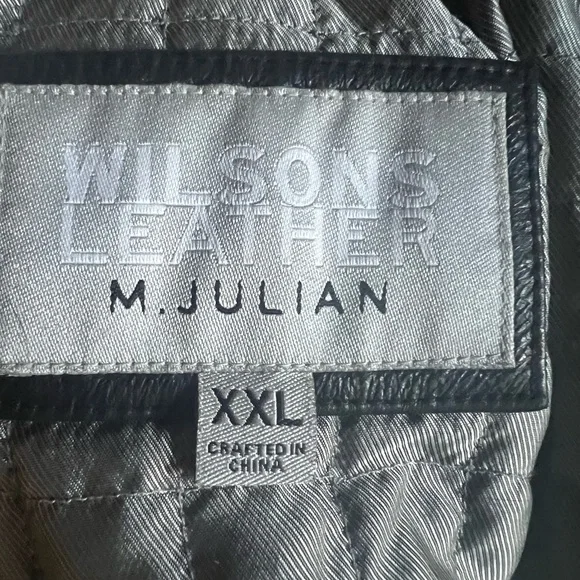 WILSONS
LEATHER
M.JULIAN
XXL
CRAFTED IN
CHINA